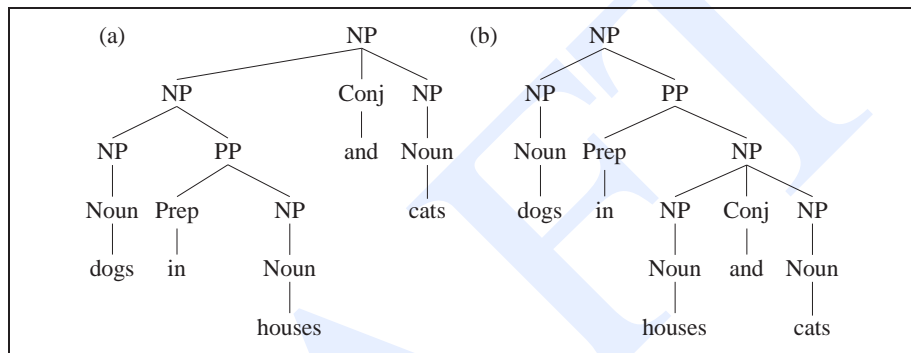 (a) NP (b) NP
NP Conj NP NP PP
NP PP and Noun Noun Prep NP
Noun Prep NP cats dogs in NP Conj NP
dogs in Noun Noun and Noun
houses houses cats